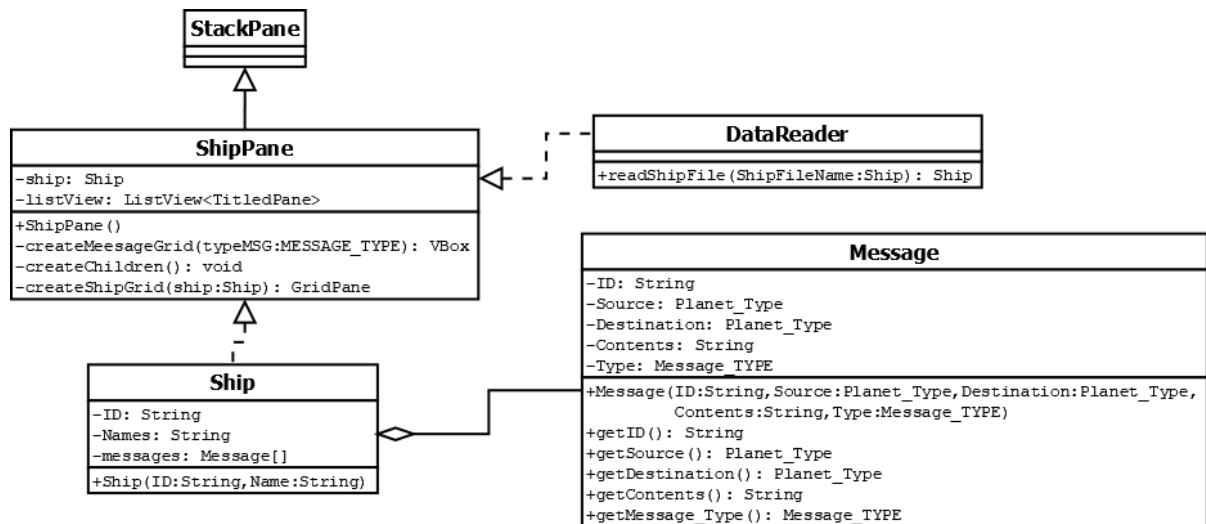 StackPane
ShipPane
-ship: Ship
-listView: ListView<TitledPane>
+ShipPane()
-createMeesageGrid(typeMSG:MESSAGE_TYPE): VBox
-createChildren(): void
-createShipGrid(ship:Ship): GridPane
DataReader
+readShipFile(ShipFileName:Ship): Ship
Ship
-ID: String
-Names: String
-messages: Message[]
+Ship(ID:String,Name:String)
Message
-ID: String
-Source: Planet_Type
-Destination: Planet_Type
-Contents: String
-Type: Message_TYPE
+Message(ID:String,Source:Planet_Type,Destination:Planet_Type,
Contents:String,Type:Message_TYPE)
+getID(): String
+getSource(): Planet_Type
+getDestination(): Planet_Type
+getContents(): String
+getMessage_Type(): Message_TYPE